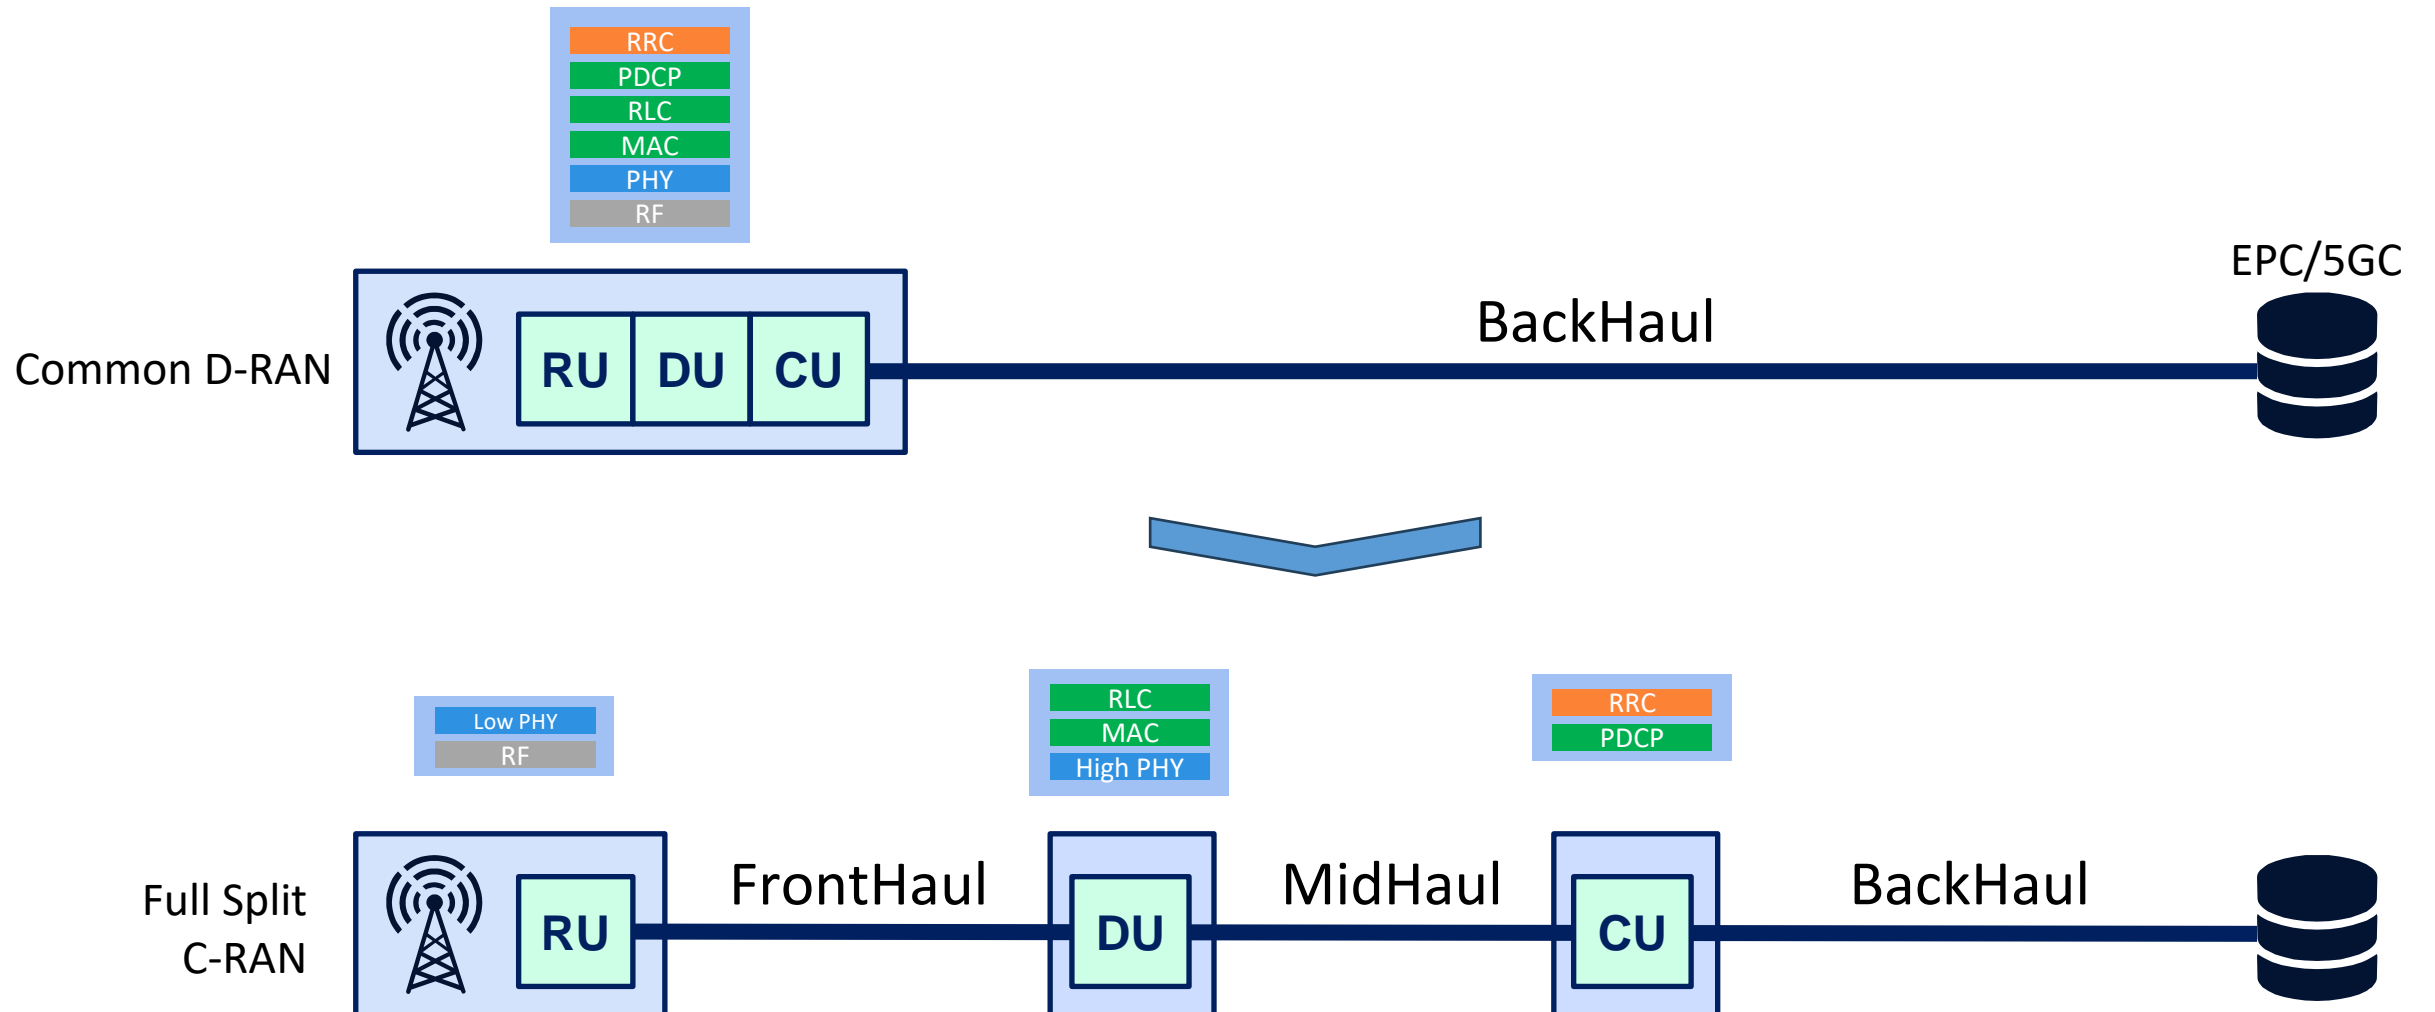 RRC
PDCP
RLC
MAC
PHY
RF
EPC/5GC
BackHaul
Common D-RAN
RU DU CU
RLC
MAC
High PHY
RRC
PDCP
Low PHY
RF
FrontHaul
MidHaul
BackHaul
Full Split
C-RAN
RU
DU
CU